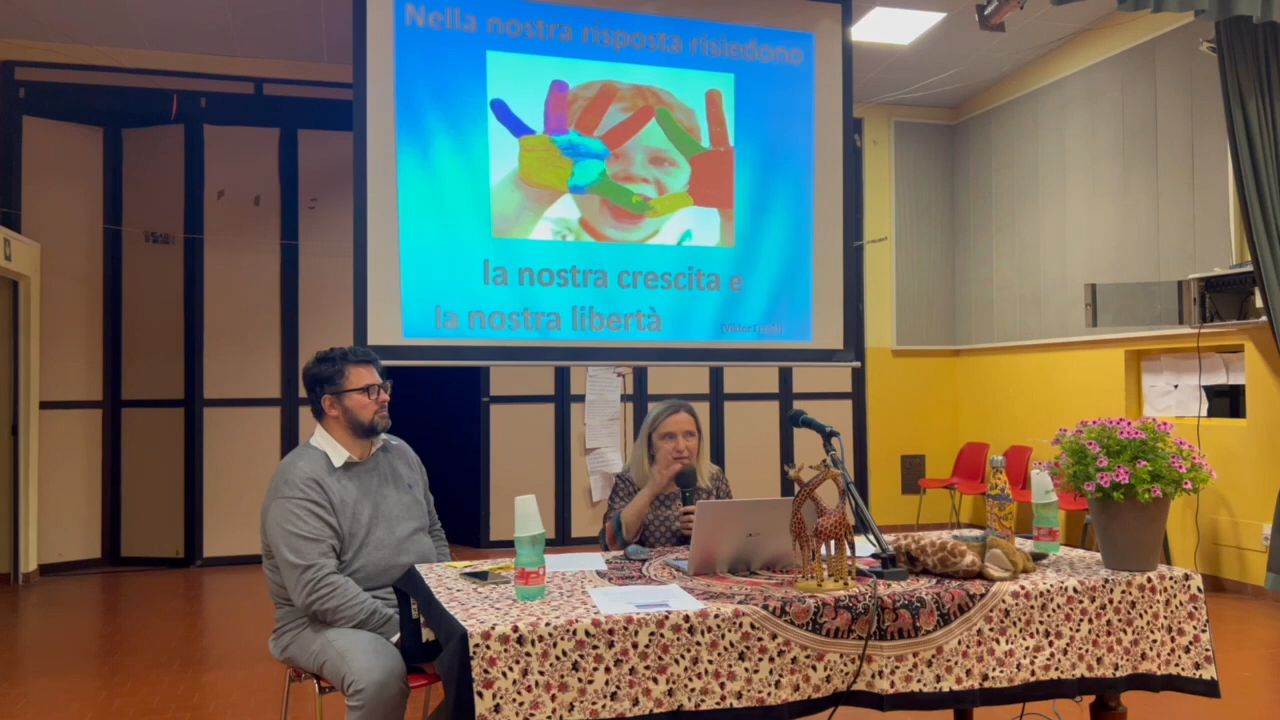 Nella nostra risposta risiedono
la nostra crescita e
la nostra libertà
(Viktor Frankl)